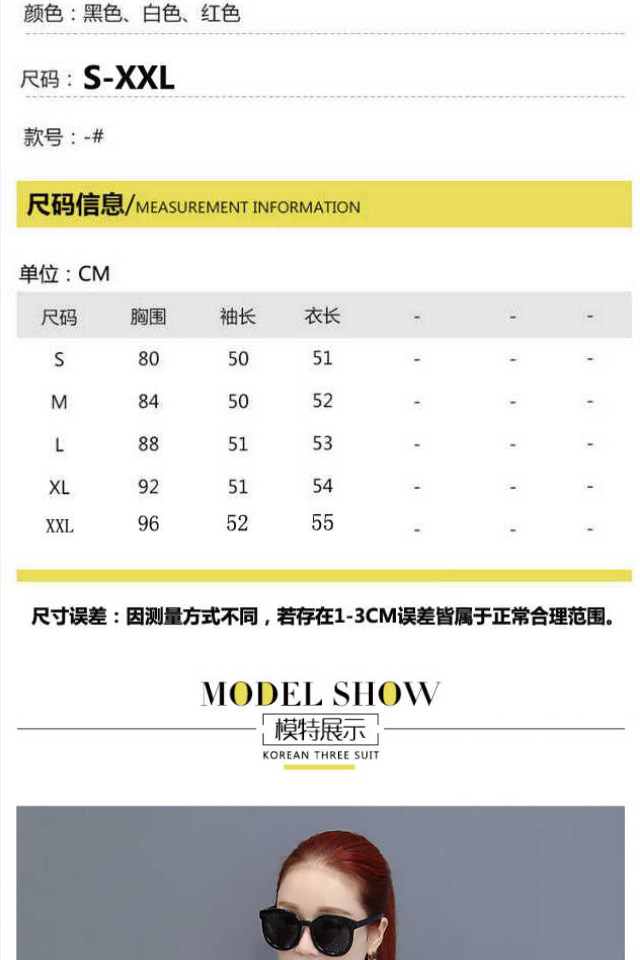 颜色：黑色、白色、红色
尺码：S-XXL
款号：-#
尺码信息/MEASUREMENT INFORMATION
单位：CM
尺码 胸围 袖长 衣长 - - -
S 80 50 51 - - -
M 84 50 52 - - -
L 88 51 53 - - -
XL 92 51 54 - - -
XXL 96 52 55 - - -
尺寸误差：因测量方式不同，若存在1-3CM误差皆属于正常合理范围。
MODEL SHOW
模特展示
KOREAN THREE SUIT